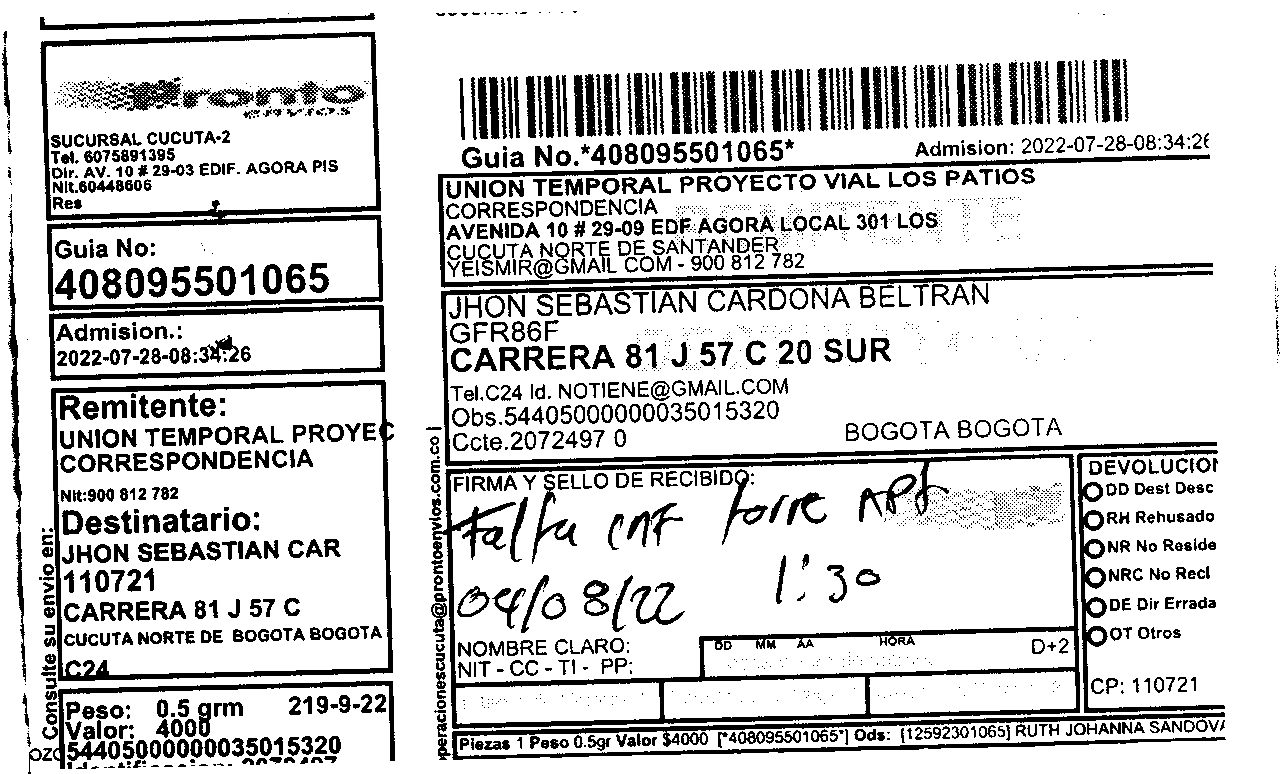 Pronto
ENVIOS
SUCURSAL CUCUTA-2
Tel. 6075891395
Dir. AV. 10 # 29-03 EDIF. AGORA PIS
Nit.60448606
Res
Guia No:
408095501065
Admision.:
2022-07-28-08:34:26
Remitente:
UNION TEMPORAL PROYEC
CORRESPONDENCIA
Nit:900 812 782
Destinatario:
JHON SEBASTIAN CAR
110721
CARRERA 81 J 57 C
CUCUTA NORTE DE BOGOTA BOGOTA
C24
Peso: 0.5 grm 219-9-22
Valor: 4000
54405000000035015320
Consulte su envio en:
Guia No.*408095501065*
Admision: 2022-07-28-08:34:26
UNION TEMPORAL PROYECTO VIAL LOS PATIOS
CORRESPONDENCIA
AVENIDA 10 # 29-09 EDF AGORA LOCAL 301 LOS
CUCUTA NORTE DE SANTANDER
YEISMIR@GMAIL COM - 900 812 782
JHON SEBASTIAN CARDONA BELTRAN
GFR86F
CARRERA 81 J 57 C 20 SUR
Tel.C24 Id. NOTIENE@GMAIL.COM
Obs.54405000000035015320
Ccte.2072497 0
BOGOTA BOGOTA
peracionescucuta@prontoenvios.com.co
FIRMA Y SELLO DE RECIBIDO:
Falta int torre apt
04/08/22 1:30
NOMBRE CLARO:
NIT - CC - TI - PP:
DD MM AA HORA
D+2
DEVOLUCION
DD Dest Desc
RH Rehusado
NR No Reside
NRC No Recl
DE Dir Errada
OT Otros
CP: 110721
Piezas 1 Peso 0.5gr Valor $4000 [*408095501065*] Ods: [12592301065] RUTH JOHANNA SANDOVA